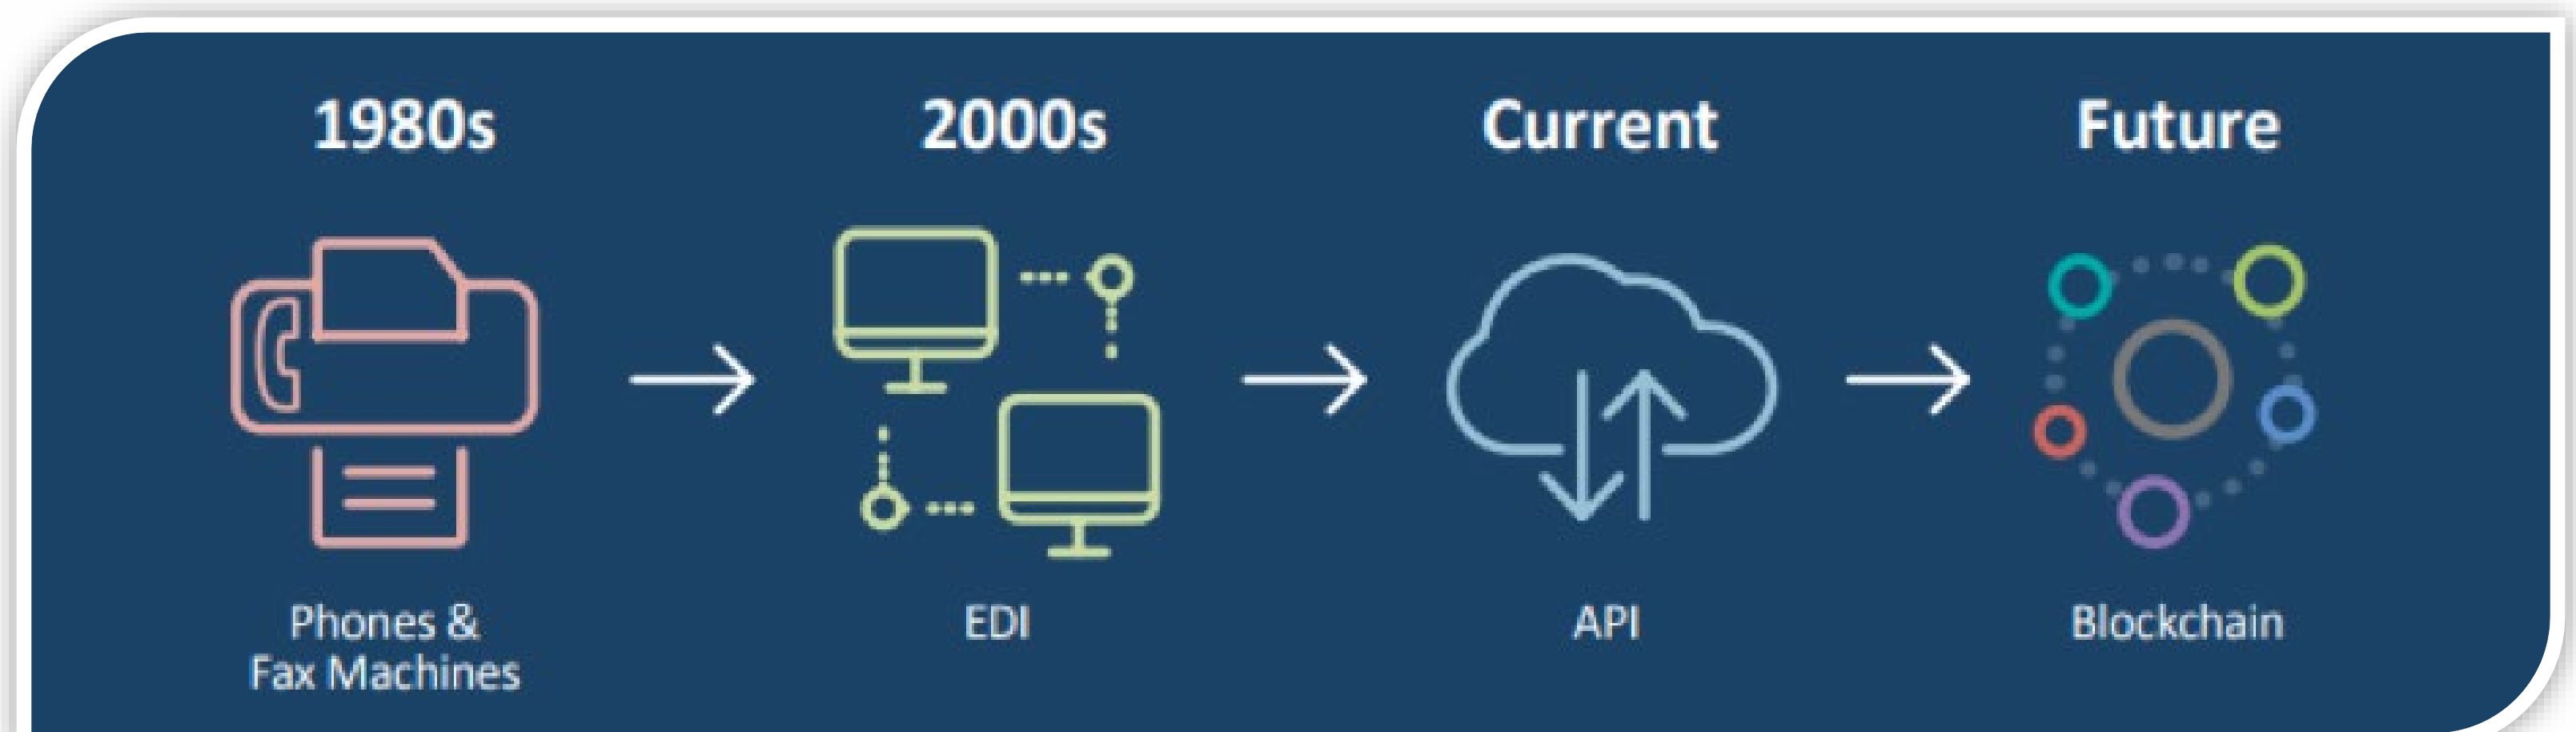 1980s
2000s
Current
Future
Phones &
Fax Machines
EDI
API
Blockchain